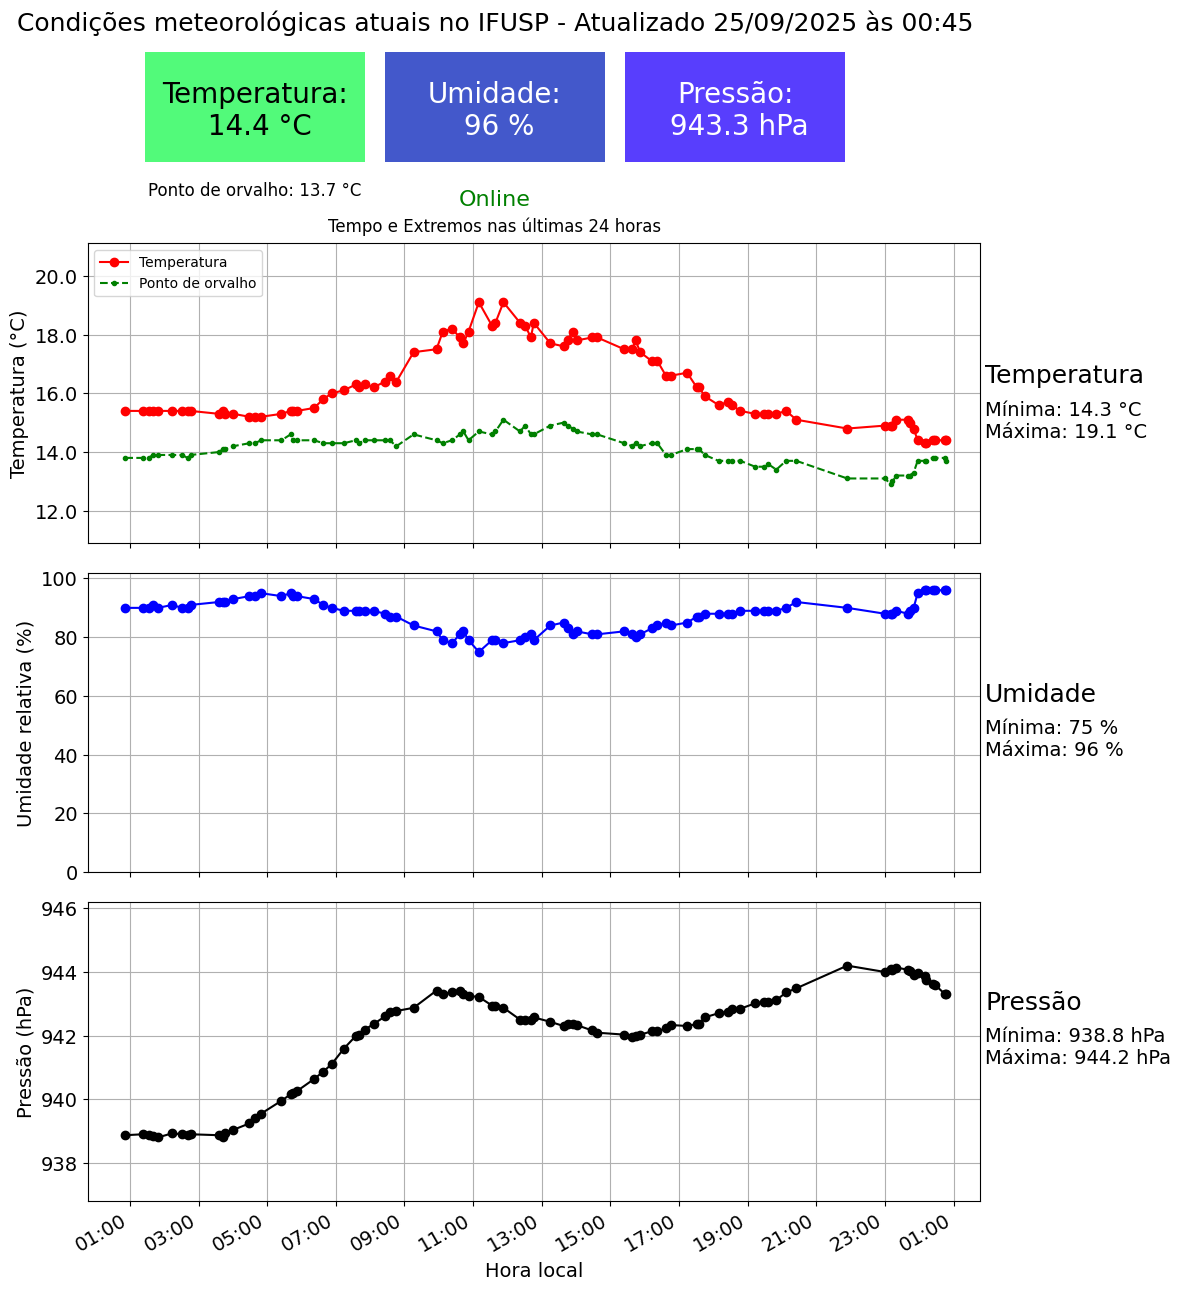 Condições meteorológicas atuais no IFUSP - Atualizado 25/09/2025 às 00:45
Temperatura:
14.4 °C
Umidade:
96 %
Pressão:
943.3 hPa
Ponto de orvalho: 13.7 °C
Online
Tempo e Extremos nas últimas 24 horas
Temperatura
Ponto de orvalho
Temperatura (°C)
20.0
18.0
16.0
14.0
12.0
Temperatura
Mínima: 14.3 °C
Máxima: 19.1 °C
Umidade relativa (%)
100
80
60
40
20
0
Umidade
Mínima: 75 %
Máxima: 96 %
Pressão (hPa)
946
944
942
940
938
Pressão
Mínima: 938.8 hPa
Máxima: 944.2 hPa
01:00 03:00 05:00 07:00 09:00 11:00 13:00 15:00 17:00 19:00 21:00 23:00 01:00
Hora local